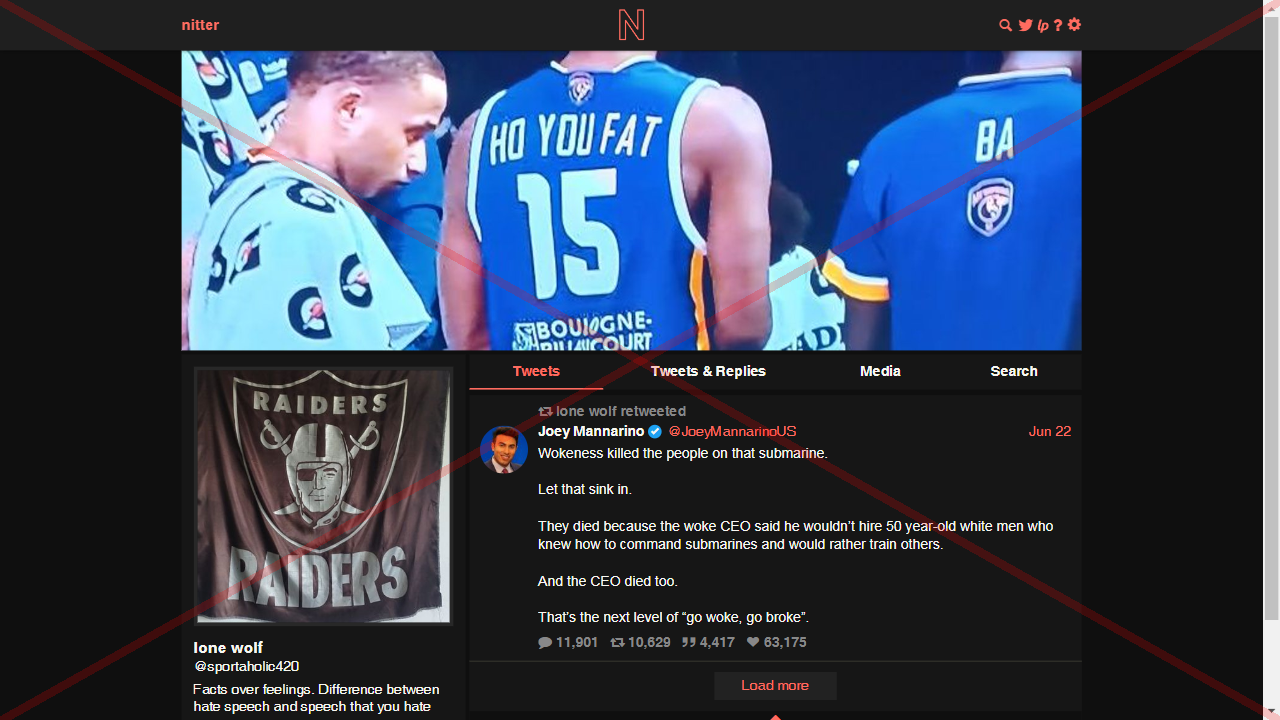 nitter
N
lp ?
HO YOU FAT
15
BOULOGNE-
BILLANCOURT
BA
RAIDERS
RAIDERS
lone wolf
@sportaholic420
Facts over feelings. Difference between
hate speech and speech that you hate
Tweets Tweets & Replies Media Search
lone wolf retweeted
Joey Mannarino @JoeyMannarinoUS Jun 22
Wokeness killed the people on that submarine.
Let that sink in.
They died because the woke CEO said he wouldn’t hire 50 year-old white men who
knew how to command submarines and would rather train others.
And the CEO died too.
That’s the next level of “go woke, go broke”.
11,901 10,629 4,417 63,175
Load more